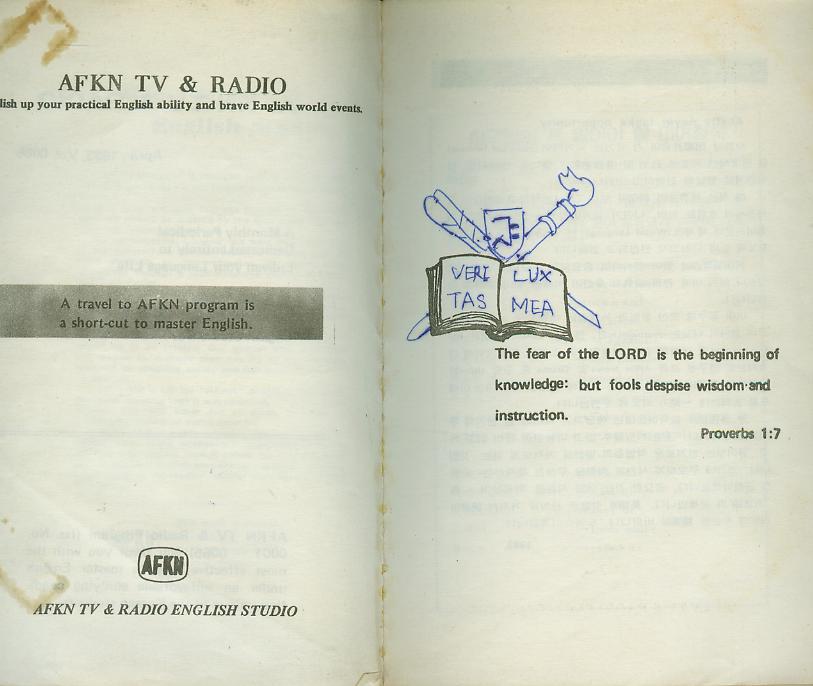 AFKN TV & RADIO
lish up your practical English ability and brave English world events.
A travel to AFKN program is
a short-cut to master English.
AFKN
AFKN TV & RADIO ENGLISH STUDIO
VERI LUX
TAS MEA
The fear of the LORD is the beginning of
knowledge: but fools despise wisdom and
instruction.
Proverbs 1:7